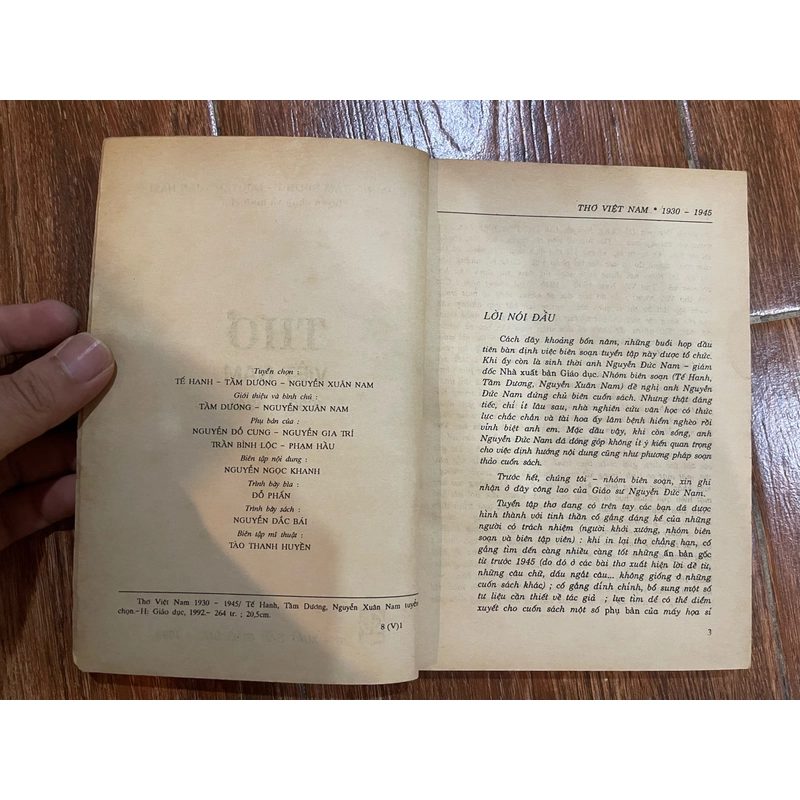 Tuyển chọn :
TẾ HANH – TẦM DƯƠNG – NGUYỄN XUÂN NAM
Giới thiệu và bình chú :
TẦM DƯƠNG – NGUYỄN XUÂN NAM
Phụ bản của :
NGUYỄN ĐỖ CUNG – NGUYỄN GIA TRÍ
TRẦN BÌNH LỘC – PHẠM HẦU
Biên tập nội dung :
NGUYỄN NGỌC KHANH
Trình bày bìa :
ĐỖ PHẤN
Trình bày sách :
NGUYỄN ĐẮC BÁI
Biên tập mĩ thuật :
TÀO THANH HUYỀN
Thơ Việt Nam 1930 – 1945/ Tế Hanh, Tầm Dương, Nguyễn Xuân Nam tuyển
chọn.–H: Giáo dục, 1992– 264 tr. ; 20,5cm.
8 (V)1
THƠ VIỆT NAM * 1930 – 1945
LỜI NÓI ĐẦU
Cách đây khoảng bốn năm, những buổi họp đầu
tiên bàn định việc biên soạn tuyển tập này được tổ chức.
Khi ấy còn là sinh thời anh Nguyễn Đức Nam – giám
đốc Nhà xuất bản Giáo dục. Nhóm biên soạn (Tế Hanh,
Tầm Dương, Nguyễn Xuân Nam) đề nghị anh Nguyễn
Đức Nam đứng chủ biên cuốn sách. Nhưng thật đáng
tiếc, chỉ ít lâu sau, nhà nghiên cứu văn học có thức
lực chắc chắn và tài hoa ấy lâm bệnh hiểm nghèo rồi
vĩnh biệt anh em. Mặc dầu vậy, khi còn sống, anh
Nguyễn Đức Nam đã đóng góp không ít ý kiến quan trọng
cho việc định hướng nội dung cũng như phương pháp soạn
thảo cuốn sách.
Trước hết, chúng tôi – nhóm biên soạn, xin ghi
nhận ở đây công lao của Giáo sư Nguyễn Đức Nam.
Tuyển tập thơ đang có trên tay các bạn đã được
hình thành với tinh thần cố gắng đáng kể của những
người có trách nhiệm (người khởi xướng, nhóm biên
soạn và biên tập viên) : khi in lại thơ chẳng hạn, cố
gắng tìm đến càng nhiều càng tốt những ấn bản gốc
từ trước 1945 (do đó ở các bài thơ xuất hiện lời đề từ,
những câu chữ, dấu ngắt câu... không giống ở những
cuốn sách khác) ; cố gắng đính chính, bổ sung một số
tư liệu cần thiết về tác giả ; lực tìm để có thể điểm
xuyết cho cuốn sách một số phụ bản của mấy họa sĩ
3